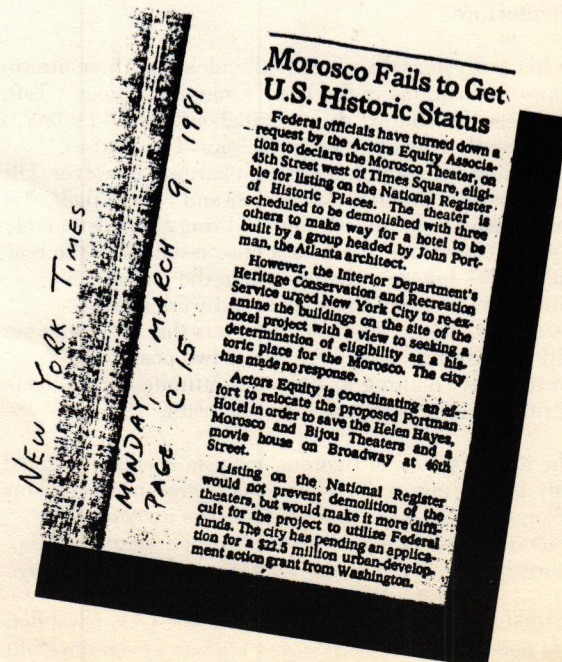 NEW YORK TIMES
MONDAY, MARCH 9. 1981
PAGE C15
Morosco Fails to Get
U.S. Historic Status
Federal officials have turned down a
request by the Actors Equity Associa-
tion to declare the Morosco Theater, on
45th Street west of Times Square, eligi-
ble for listing on the National Register
of Historic Places. The theater is
scheduled to be demolished with three
others to make way for a hotel to be
built by a group headed by John Port-
man, the Atlanta architect.
However, the Interior Department's
Heritage Conservation and Recreation
Service urged New York City to re-ex-
amine the buildings on the site of the
hotel project with a view to seeking a
determination of eligibility as a his-
toric place for the Morosco. The city
has made no response.
Actors Equity is coordinating an ef-
fort to relocate the proposed Portman
Hotel in order to save the Helen Hayes,
Morosco and Bijou Theaters and a
movie house on Broadway at 46th
Street.
Listing on the National Register
would not prevent demolition of the
theaters, but would make it more diffi-
cult for the project to utilize Federal
funds. The city has pending an applica-
tion for a $22.5 million urban-develop-
ment action grant from Washington.